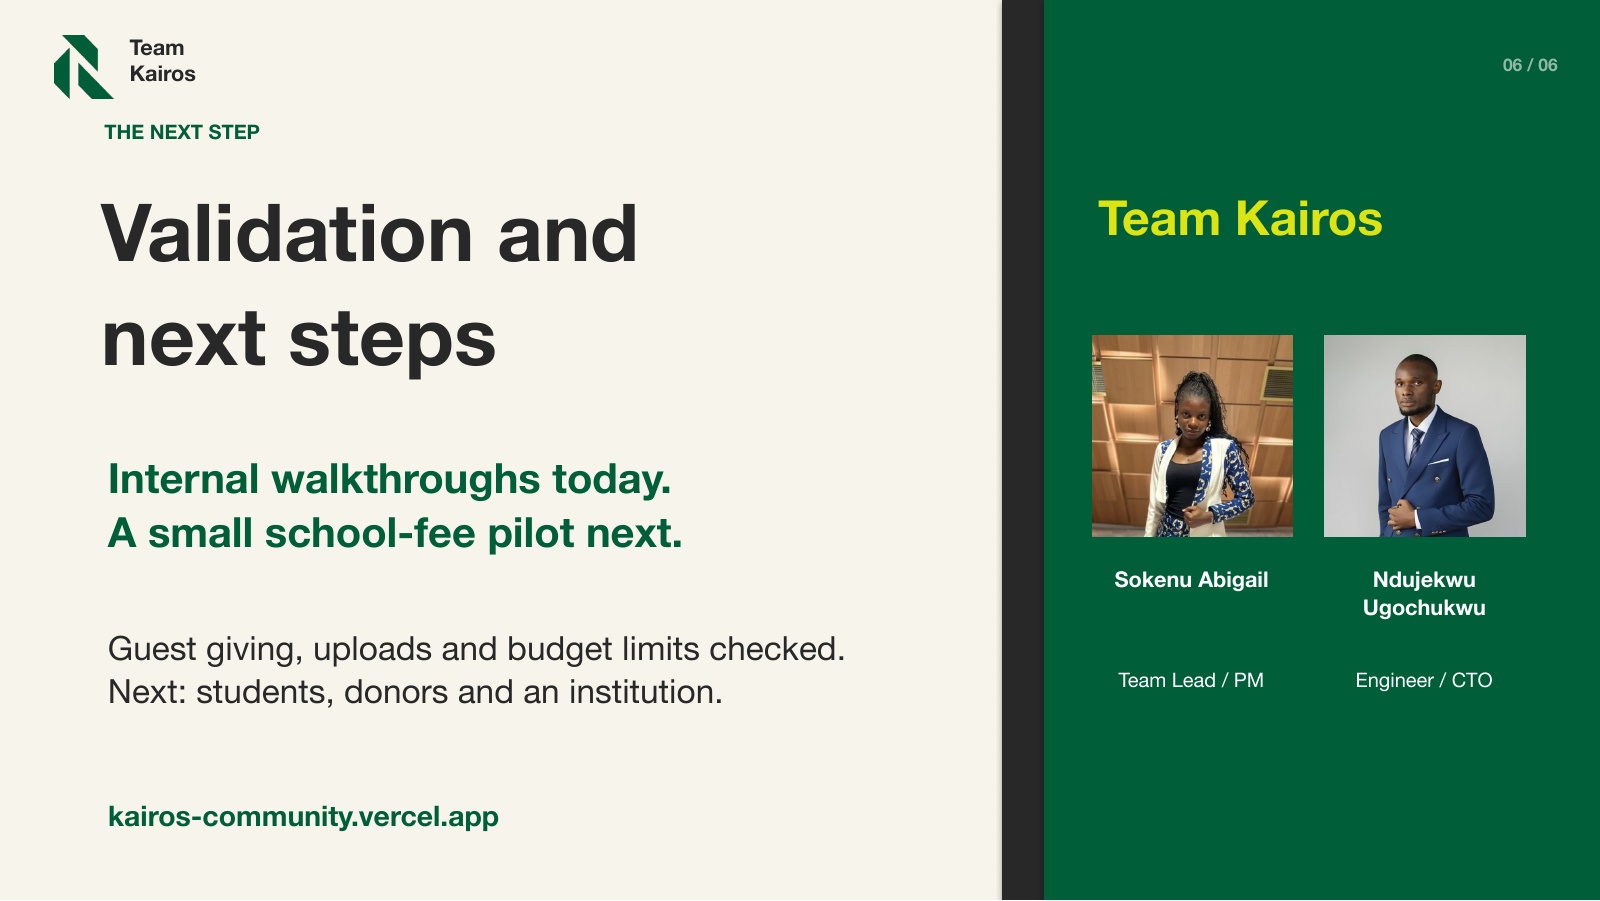 Team
Kairos
THE NEXT STEP
Validation and
next steps
Internal walkthroughs today.
A small school-fee pilot next.
Guest giving, uploads and budget limits checked.
Next: students, donors and an institution.
kairos-community.vercel.app
06 / 06
Team Kairos
Sokenu Abigail
Team Lead / PM
Ndujekwu
Ugochukwu
Engineer / CTO